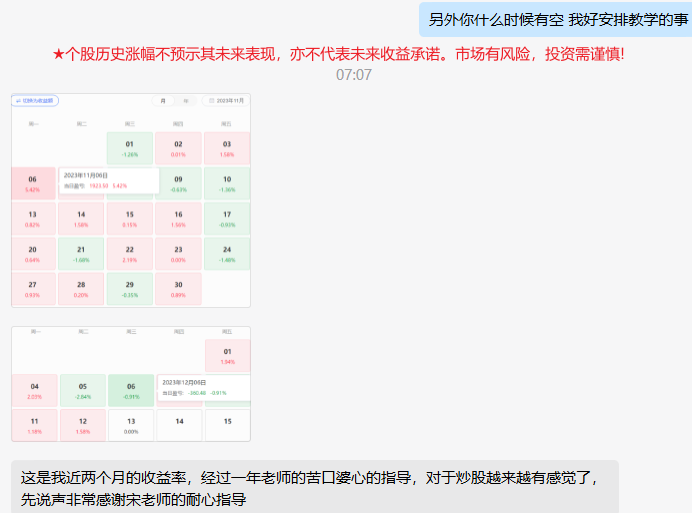 另外你什么时候有空 我好安排教学的事
★个股历史涨幅不预示其未来表现，亦不代表未来收益承诺。市场有风险，投资需谨慎!
07:07
月 2023年11月
周一 周二 周三 周四 周五
01 02 03
-1.26% 0.01% 1.58%
06 2023年11月06日 09 10
5.42% 当日盈亏: 1923.50 5.42% -0.63% -1.36%
13 14 15 16 17
0.82% 1.58% 0.15% 1.56% -0.93%
20 21 22 23 24
0.64% -1.68% 2.19% 0.00% -1.48%
27 28 29 30
0.93% 0.20% -0.35% 0.89%
周一 周二 周三 周四 周五
01
1.94%
04 05 06 2023年12月06日
2.03% -2.84% -0.91% 当日盈亏: -360.48 -0.91%
11 12 13 14 15
1.18% 1.58% 0.00%
这是我近两个月的收益率，经过一年老师的苦口婆心的指导，对于炒股越来越有感觉了，
先说声非常感谢宋老师的耐心指导